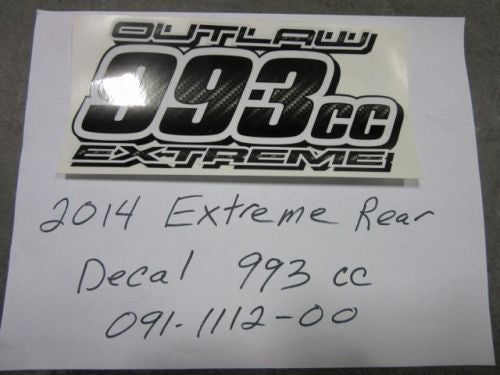 OUTLAW
993cc
EXTREME
2014 Extreme Rear
Decal 993 cc
091-1112-00